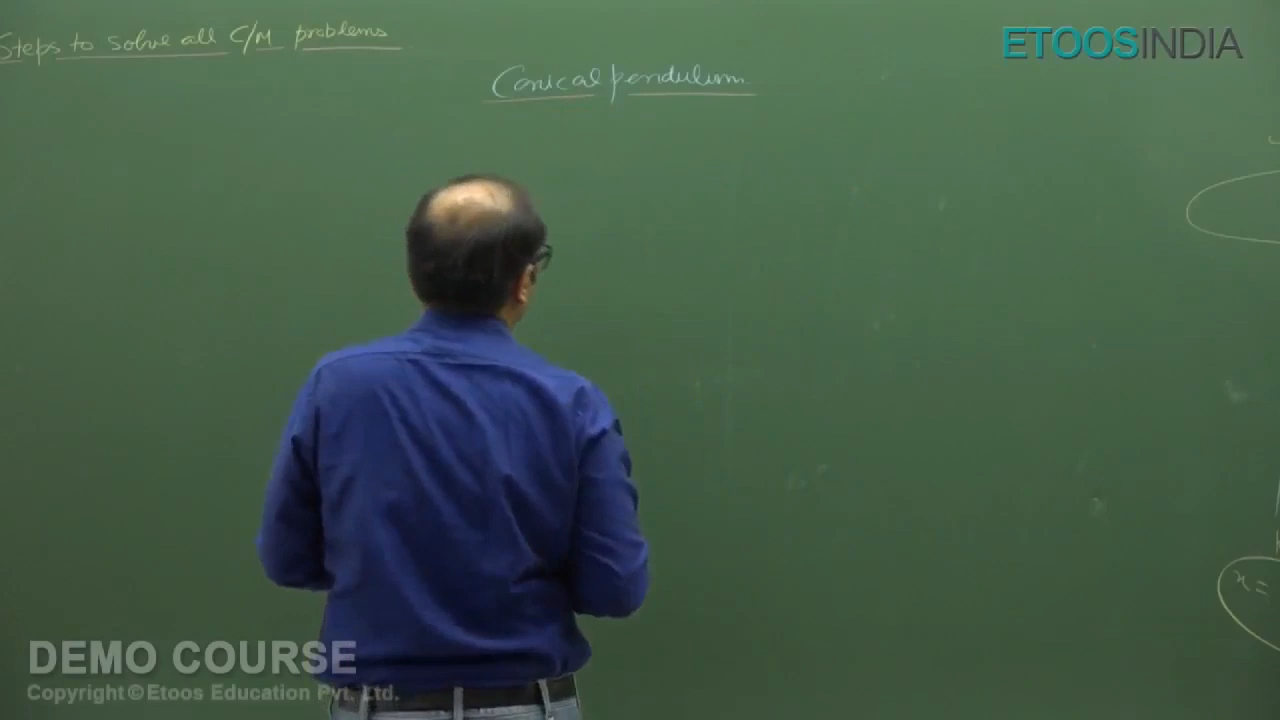 Steps to solve all C/M problems
ETOOSINDIA
Conical pendulum
x =
DEMO COURSE
Copyright©Etoos Education Pvt. Ltd.